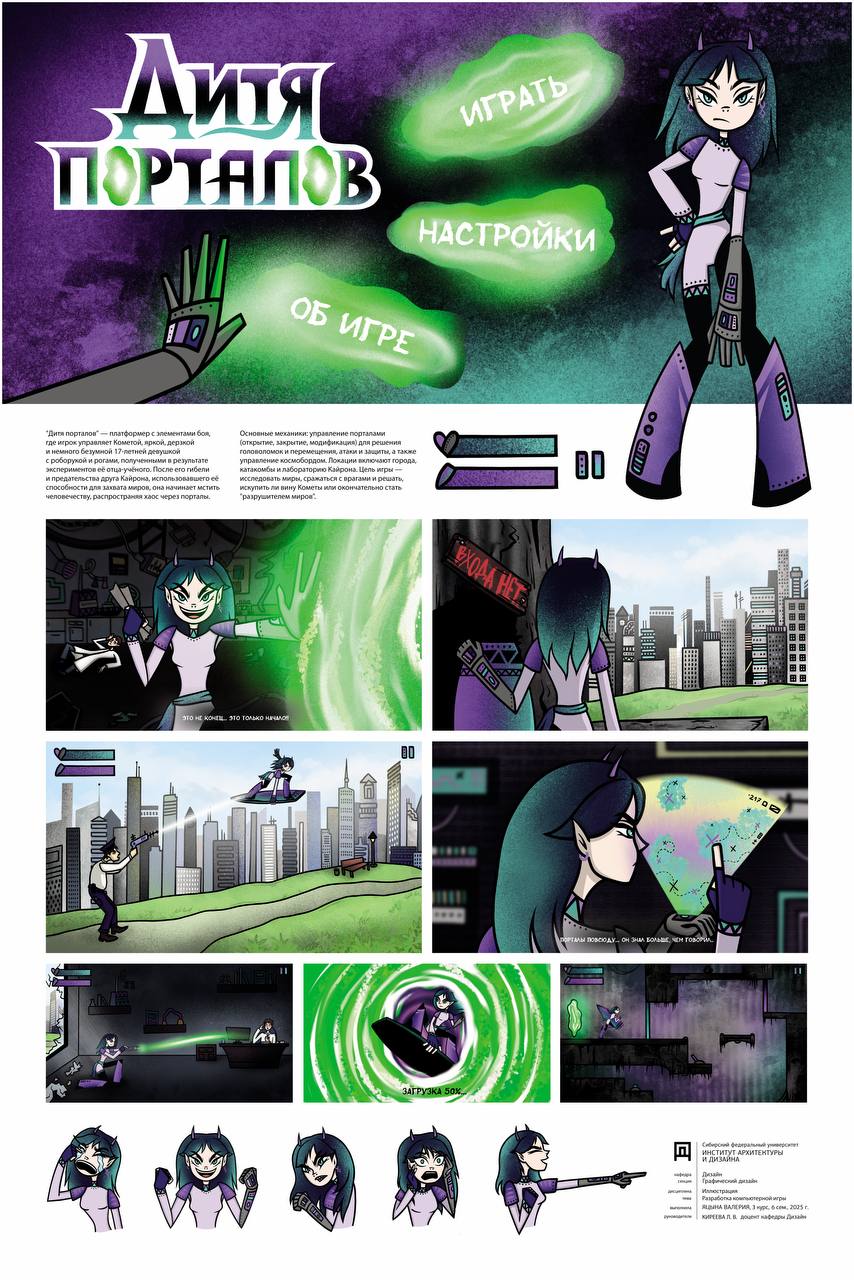 Дитя
порталов
ИГРАТЬ
НАСТРОЙКИ
ОБ ИГРЕ
"Дитя порталов" — платформер с элементами боя,
где игрок управляет Кометой, яркой, дерзкой
и немного безумной 17-летней девушкой
с роборукой и рогами, полученными в результате
экспериментов её отца-учёного. После его гибели
и предательства друга Кайрона, использовавшего её
способности для захвата миров, она начинает мстить
человечеству, распространяя хаос через порталы.
Основные механики: управление порталами
(открытие, закрытие, модификация) для решения
головоломок и перемещения, атаки и защиты, а также
управление космобордом. Локации включают города,
катакомбы и лабораторию Кайрона. Цель игры —
исследовать миры, сражаться с врагами и решать,
искупить ли вину Кометы или окончательно стать
"разрушителем миров".
ЭТО НЕ КОНЕЦ... ЭТО ТОЛЬКО НАЧАЛО!!
ВХОДА НЕТ
ПОРТАЛЫ ПОВСЮДУ... ОН ЗНАЛ БОЛЬШЕ, ЧЕМ ГОВОРИЛ...
ЗАГРУЗКА 50%...
Сибирский федеральный университет
ИНСТИТУТ АРХИТЕКТУРЫ
И ДИЗАЙНА
кафедра Дизайн
секция Графический дизайн
дисциплина Иллюстрация
тема Разработка компьютерной игры
выполнила ЯЦЫНА ВАЛЕРИЯ, 3 курс, 6 сем., 2025 г.
руководитель КИРЕЕВА Л. В. доцент кафедры Дизайн